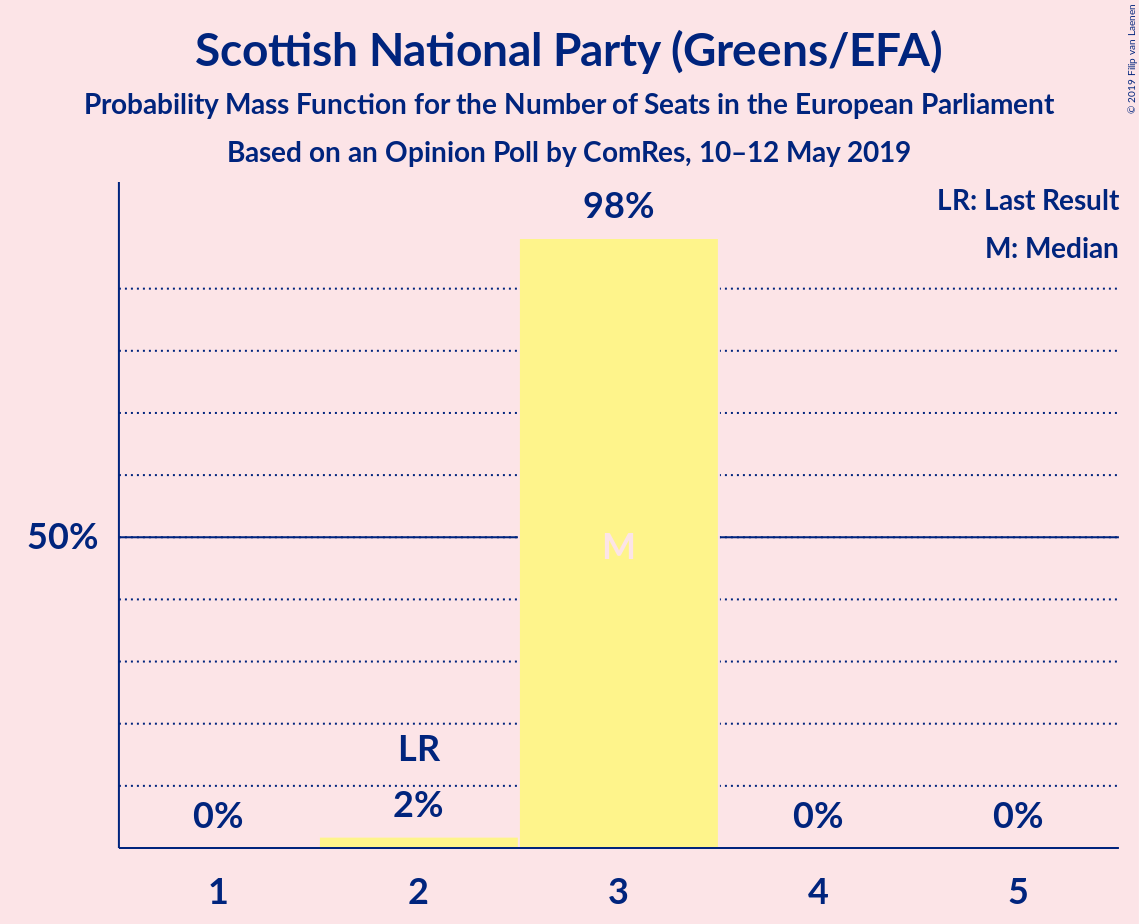 Scottish National Party (Greens/EFA)
Probability Mass Function for the Number of Seats in the European Parliament
Based on an Opinion Poll by ComRes, 10–12 May 2019
© 2019 Filip van Laenen
LR: Last Result
M: Median
98%
50%
M
LR
0%
2%
0%
0%
1
2
3
4
5